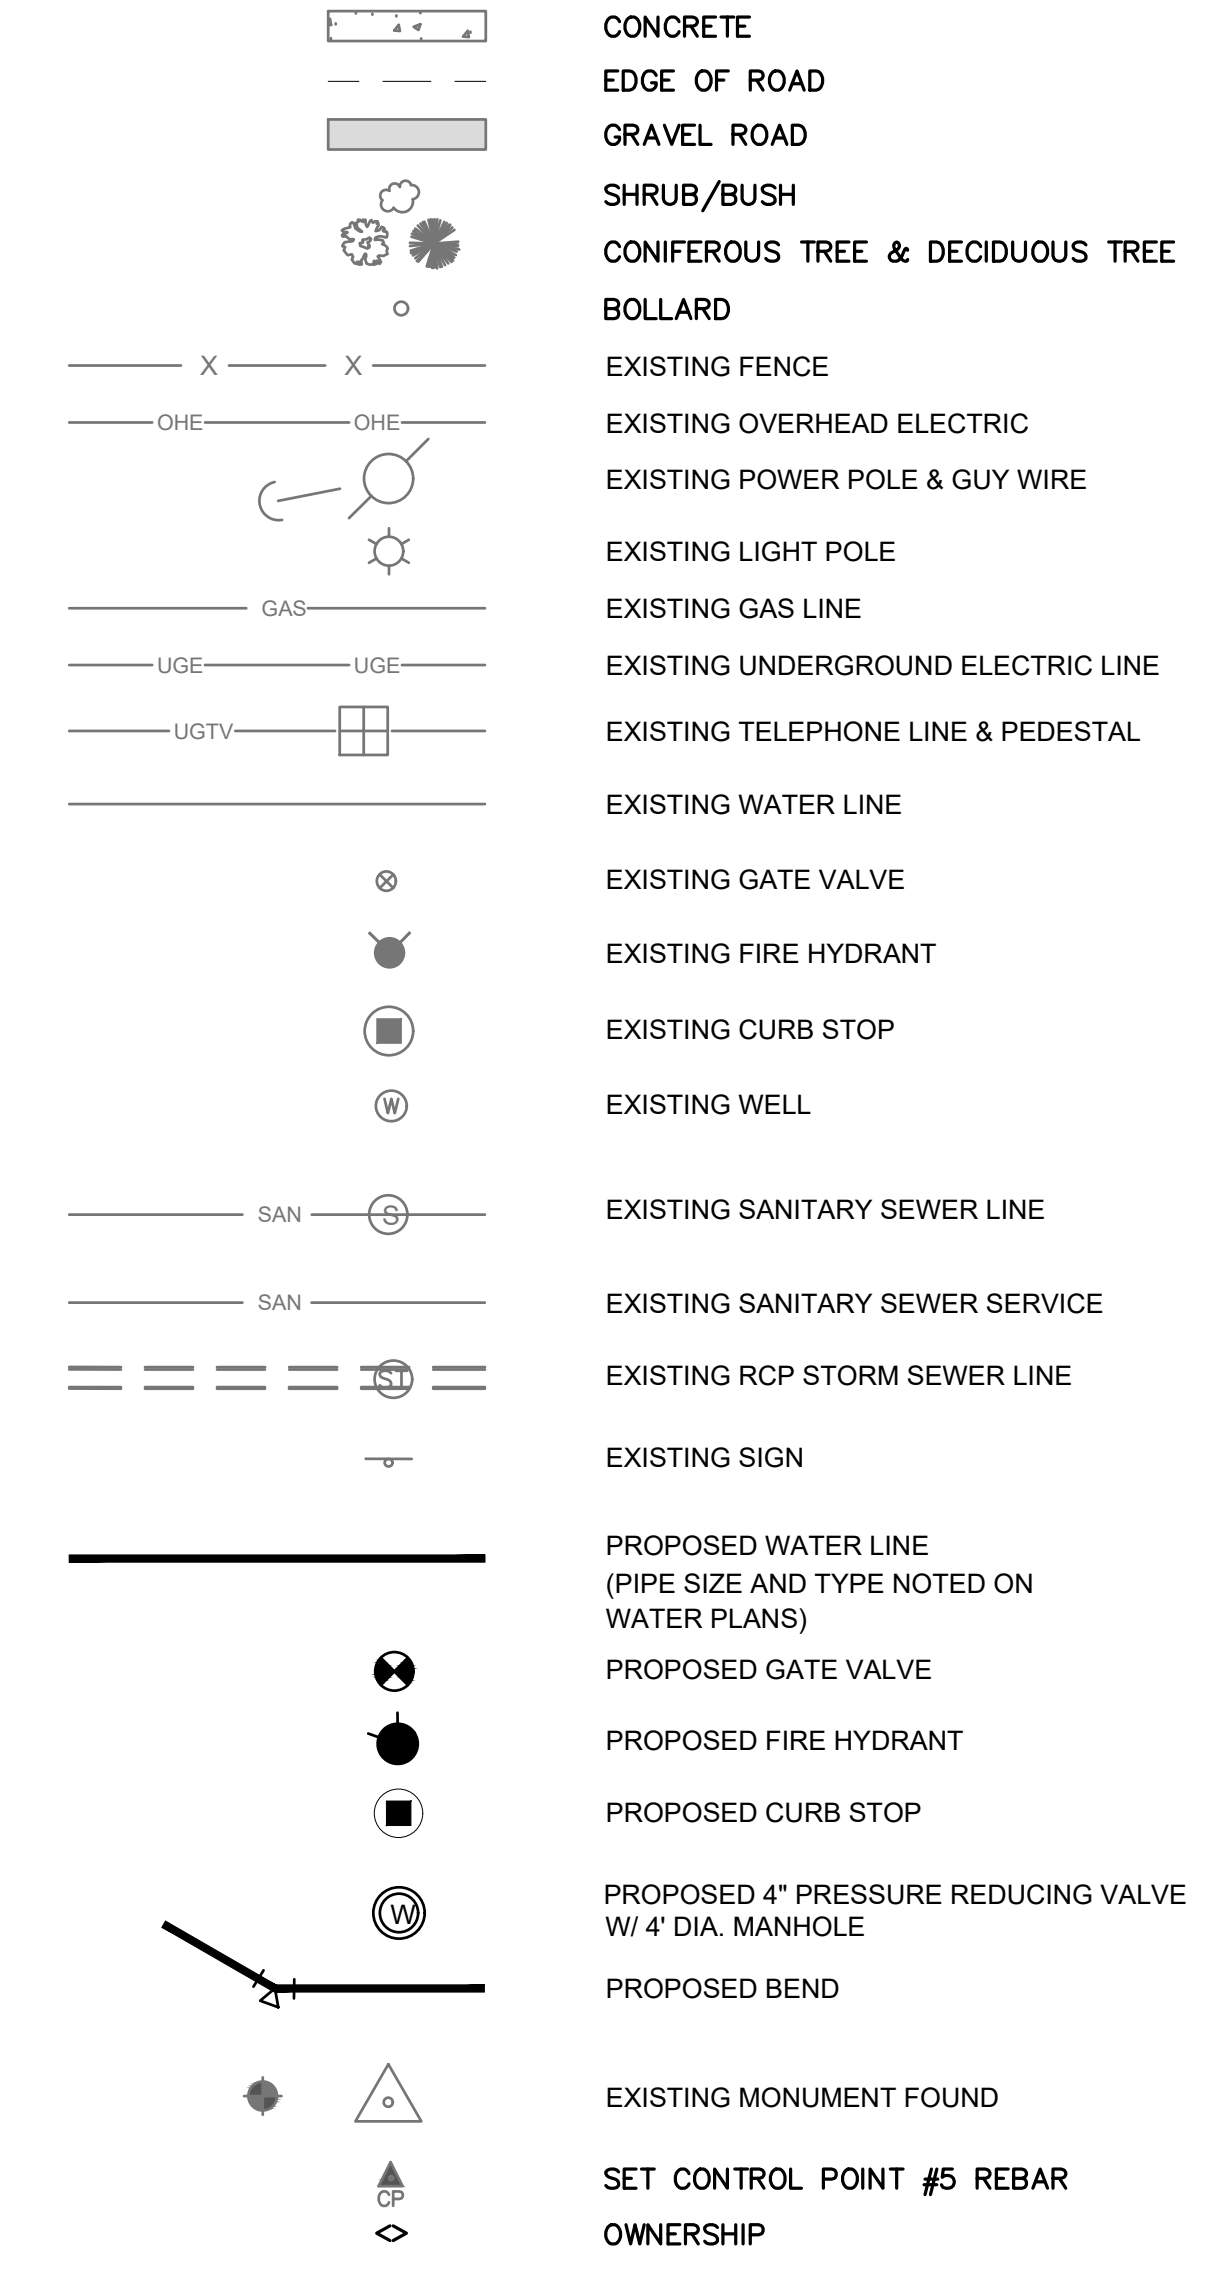 CONCRETE
EDGE OF ROAD
GRAVEL ROAD
SHRUB/BUSH
CONIFEROUS TREE & DECIDUOUS TREE
BOLLARD
X X EXISTING FENCE
OHE OHE EXISTING OVERHEAD ELECTRIC
EXISTING POWER POLE & GUY WIRE
EXISTING LIGHT POLE
GAS EXISTING GAS LINE
UGE UGE EXISTING UNDERGROUND ELECTRIC LINE
UGTV EXISTING TELEPHONE LINE & PEDESTAL
EXISTING WATER LINE
EXISTING GATE VALVE
EXISTING FIRE HYDRANT
EXISTING CURB STOP
W EXISTING WELL
SAN S EXISTING SANITARY SEWER LINE
SAN EXISTING SANITARY SEWER SERVICE
ST EXISTING RCP STORM SEWER LINE
EXISTING SIGN
PROPOSED WATER LINE
(PIPE SIZE AND TYPE NOTED ON
WATER PLANS)
PROPOSED GATE VALVE
PROPOSED FIRE HYDRANT
PROPOSED CURB STOP
W PROPOSED 4" PRESSURE REDUCING VALVE
W/ 4' DIA. MANHOLE
PROPOSED BEND
EXISTING MONUMENT FOUND
CP SET CONTROL POINT #5 REBAR
<> OWNERSHIP